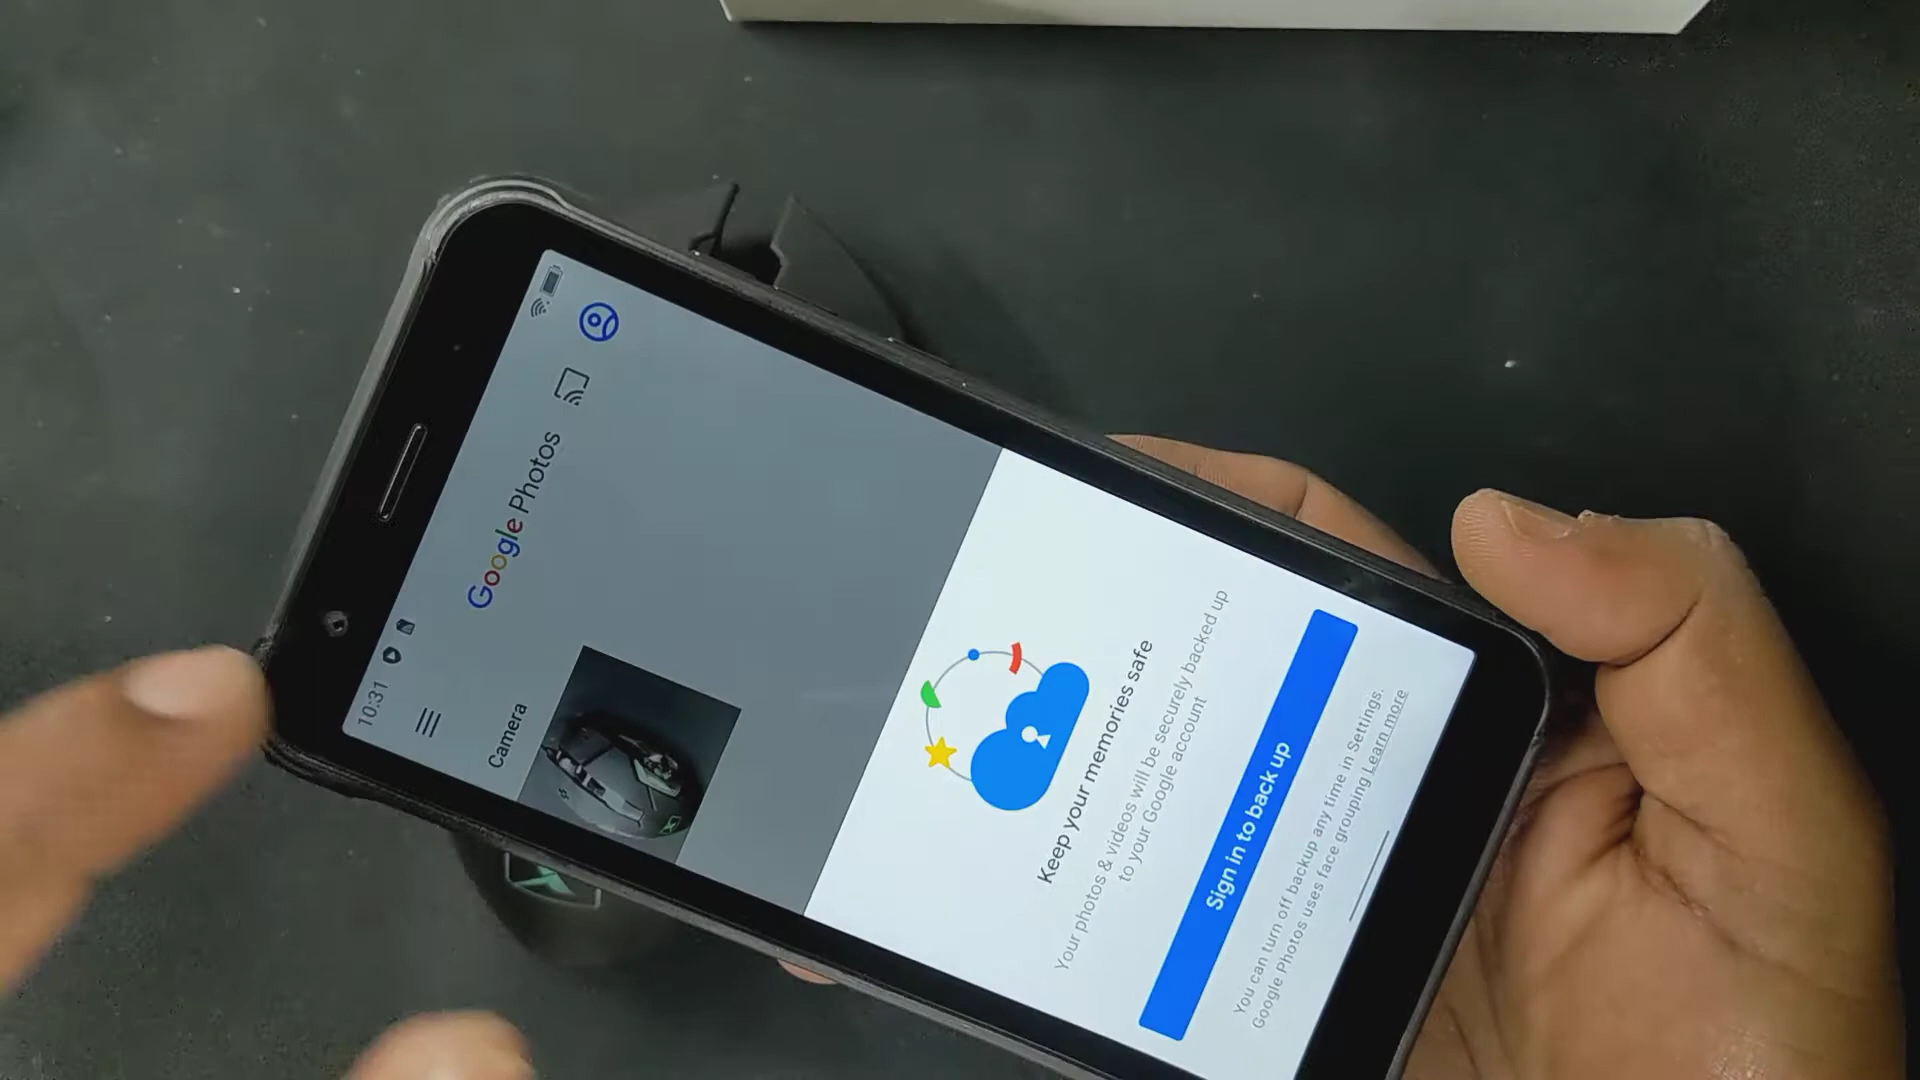 10:31
Google Photos
Camera
Keep your memories safe
Your photos & videos will be securely backed up
to your Google account
Sign in to back up
You can turn off backup any time in Settings.
Google Photos uses face grouping Learn more